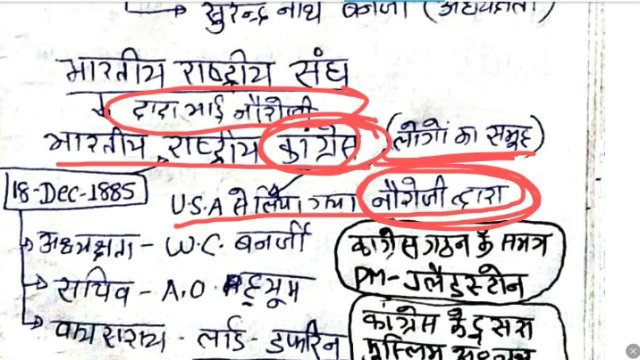 सुरेन्द्र नाथ बनर्जी (अध्यक्षता)
भारतीय राष्ट्रीय संघ
दादा भाई नौरोजी
भारतीय राष्ट्रीय कांग्रेस (लोगों का समूह)
18-Dec-1885
U.S.A से लिया गया नौरोजी द्वारा
अध्यक्षता - W.C. बनर्जी
कांग्रेस गठन के समय
PM-ग्लैडस्टोन
सचिव - A.O. ह्यूम
वायसराय - लार्ड-डफरिन
कांग्रेस के दूसरा
मुस्लिम